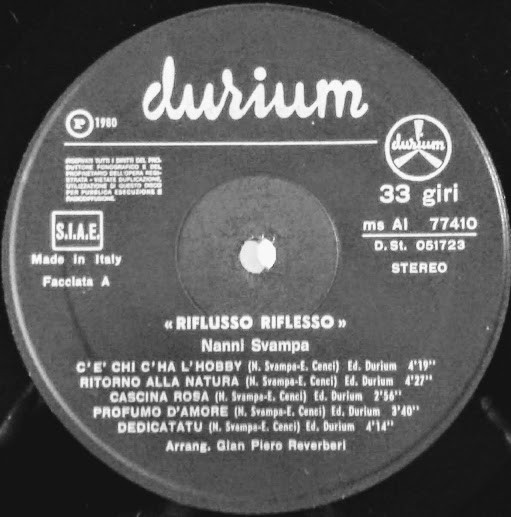 durium
P 1980
RISERVATI TUTTI I DIRITTI DEL PRO-
DUTTORE FONOGRAFICO E DEL
PROPRIETARIO DELL'OPERA REGI-
STRATA - VIETATE DUPLICAZIONE,
UTILIZZAZIONE DI QUESTO DISCO
PER PUBBLICA ESECUZIONE E
RADIODIFFUSIONE.
durium
33 giri
S.I.A.E.
ms AI 77410
Made in Italy
D. St. 051723
Facciata A
STEREO
«RIFLUSSO RIFLESSO»
Nanni Svampa
C'E' CHI C'HA L'HOBBY (N. Svampa-E. Cenci) Ed. Durium 4'19"
RITORNO ALLA NATURA (N. Svampa-E. Cenci) Ed. Durium 4'27"
CASCINA ROSA (N. Svampa-E. Cenci) Ed. Durium 2'56"
PROFUMO D'AMORE (N. Svampa-E. Cenci) Ed. Durium 3'40"
DEDICATATU (N. Svampa-E. Cenci) Ed. Durium 4'14"
Arrang. Gian Piero Reverberi